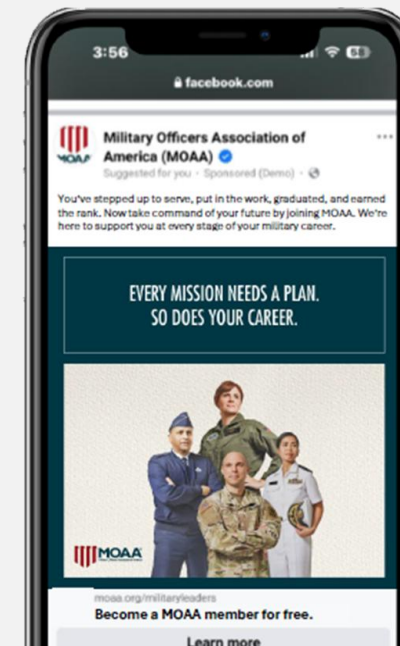 3:56
facebook.com
MOAA
Military Officers Association of
America (MOAA)
Suggested for you · Sponsored (Demo) ·
You've stepped up to serve, put in the work, graduated, and earned
the rank. Now take command of your future by joining MOAA. We're
here to support you at every stage of your military career.
EVERY MISSION NEEDS A PLAN.
SO DOES YOUR CAREER.
MOAA
moaa.org/militaryleaders
Become a MOAA member for free.
Learn more